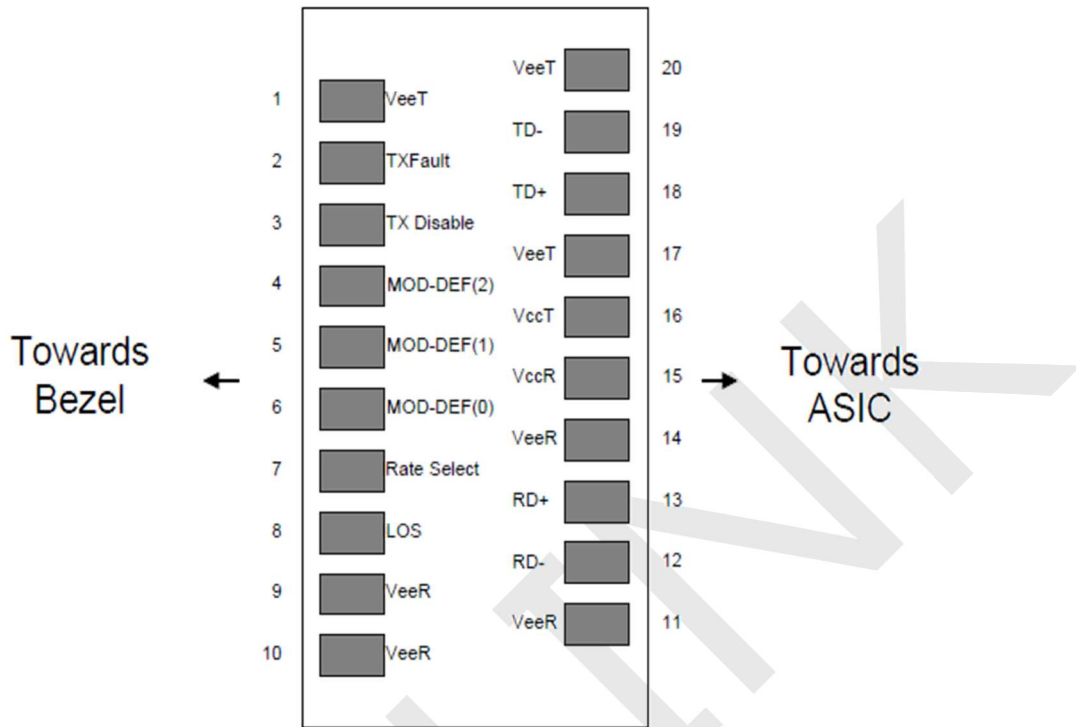 VeeT 20
1 VeeT
TD- 19
2 TXFault
TD+ 18
3 TX Disable
VeeT 17
4 MOD-DEF(2)
VccT 16
5 MOD-DEF(1)
Towards
Bezel
VccR 15
Towards
ASIC
6 MOD-DEF(0)
VeeR 14
7 Rate Select
RD+ 13
8 LOS
RD- 12
9 VeeR
VeeR 11
10 VeeR